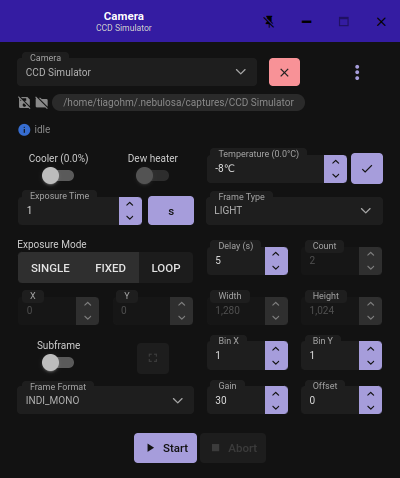 Camera
CCD Simulator
Camera
CCD Simulator
/home/tiagohm/.nebulosa/captures/CCD Simulator
idle
Cooler (0.0%)
Dew heater
Temperature (0.0°C)
-8°C
Exposure Time
1
s
Frame Type
LIGHT
Exposure Mode
SINGLE FIXED LOOP
Delay (s)
5
Count
2
X
0
Y
0
Width
1,280
Height
1,024
Subframe
Bin X
1
Bin Y
1
Frame Format
INDI_MONO
Gain
30
Offset
0
Start
Abort